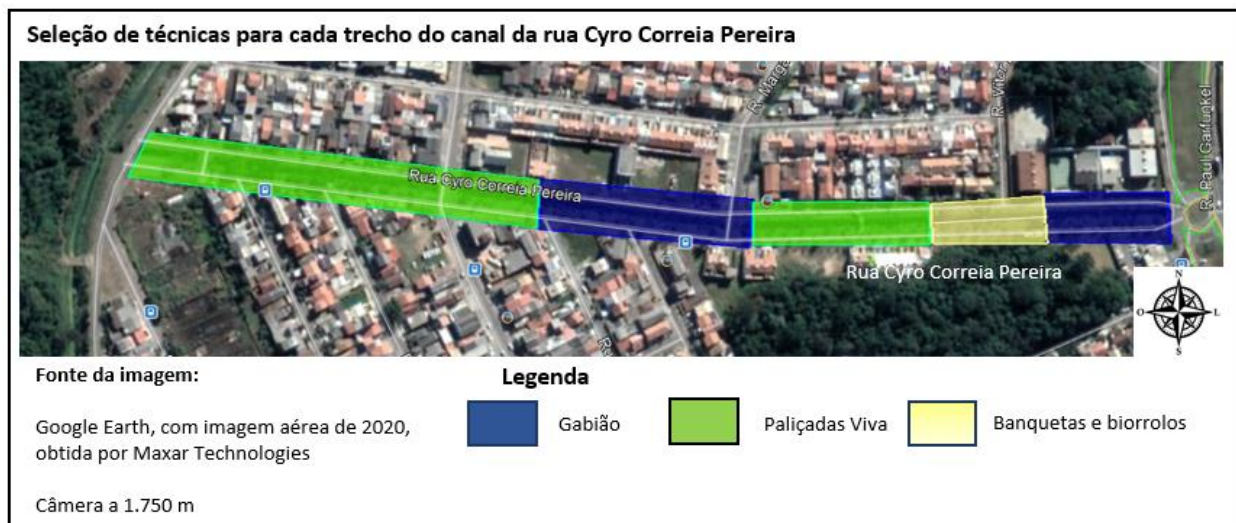 Seleção de técnicas para cada trecho do canal da rua Cyro Correia Pereira
R. Marga
R. Vitor
R. Paul Garfunkel
Rua Cyro Correia Pereira
Rua Cyro Correia Pereira
N
O
L
S
Fonte da imagem:
Google Earth, com imagem aérea de 2020,
obtida por Maxar Technologies
Câmera a 1.750 m
Legenda
Gabião
Paliçadas Viva
Banquetas e biorrolos